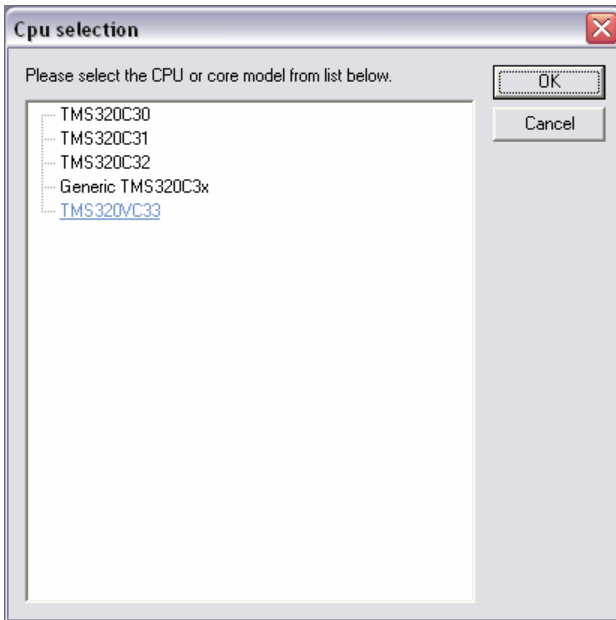 Cpu selection
Please select the CPU or core model from list below.
OK
Cancel
TMS320C30
TMS320C31
TMS320C32
Generic TMS320C3x
TMS320VC33